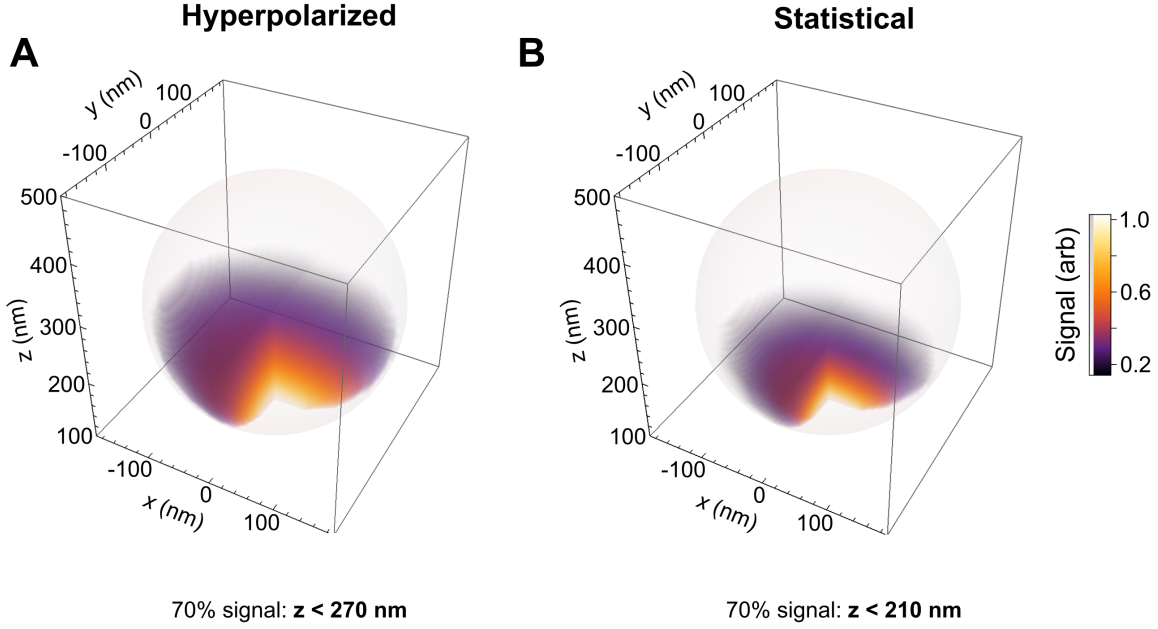 Hyperpolarized
Statistical
A
B
y (nm)
100
0
-100
500
400
300
200
100
z (nm)
-100
0
100
x (nm)
y (nm)
100
0
-100
500
400
300
200
100
z (nm)
-100
0
100
x (nm)
Signal (arb)
1.0
0.6
0.2
70% signal: z < 270 nm
70% signal: z < 210 nm